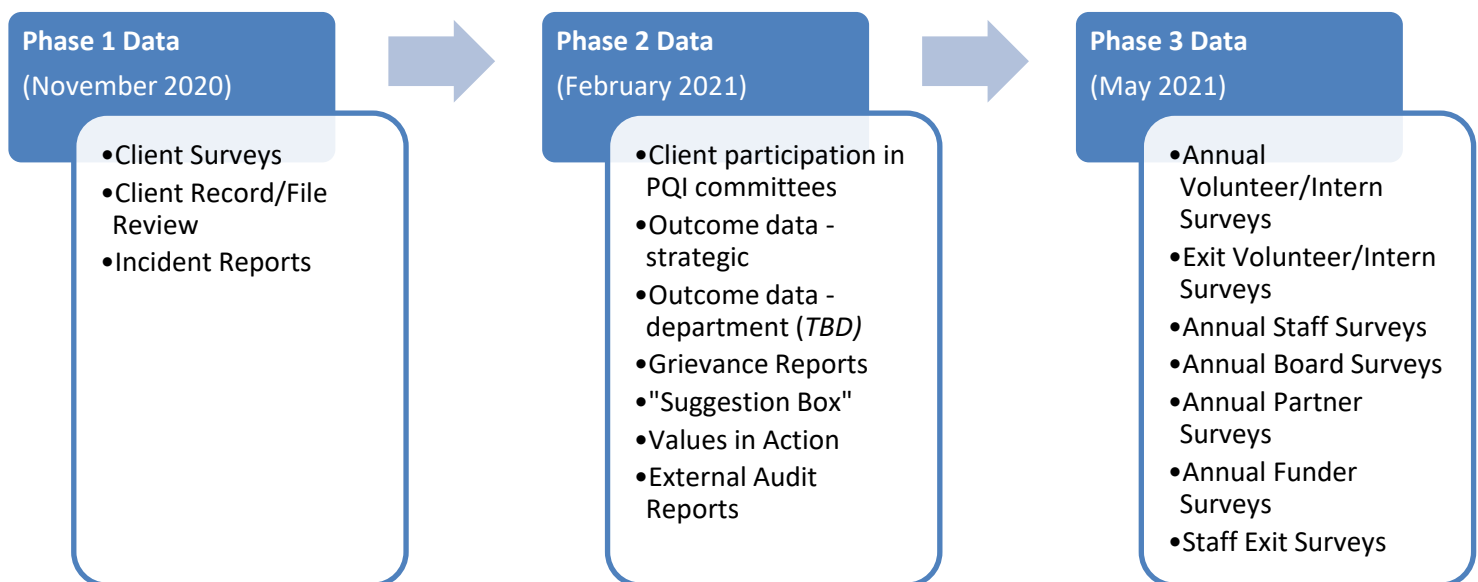 Phase 1 Data
(November 2020)
•Client Surveys
•Client Record/File
Review
•Incident Reports
Phase 2 Data
(February 2021)
•Client participation in
PQI committees
•Outcome data -
strategic
•Outcome data -
department (TBD)
•Grievance Reports
•"Suggestion Box"
•Values in Action
•External Audit
Reports
Phase 3 Data
(May 2021)
•Annual
Volunteer/Intern
Surveys
•Exit Volunteer/Intern
Surveys
•Annual Staff Surveys
•Annual Board Surveys
•Annual Partner
Surveys
•Annual Funder
Surveys
•Staff Exit Surveys